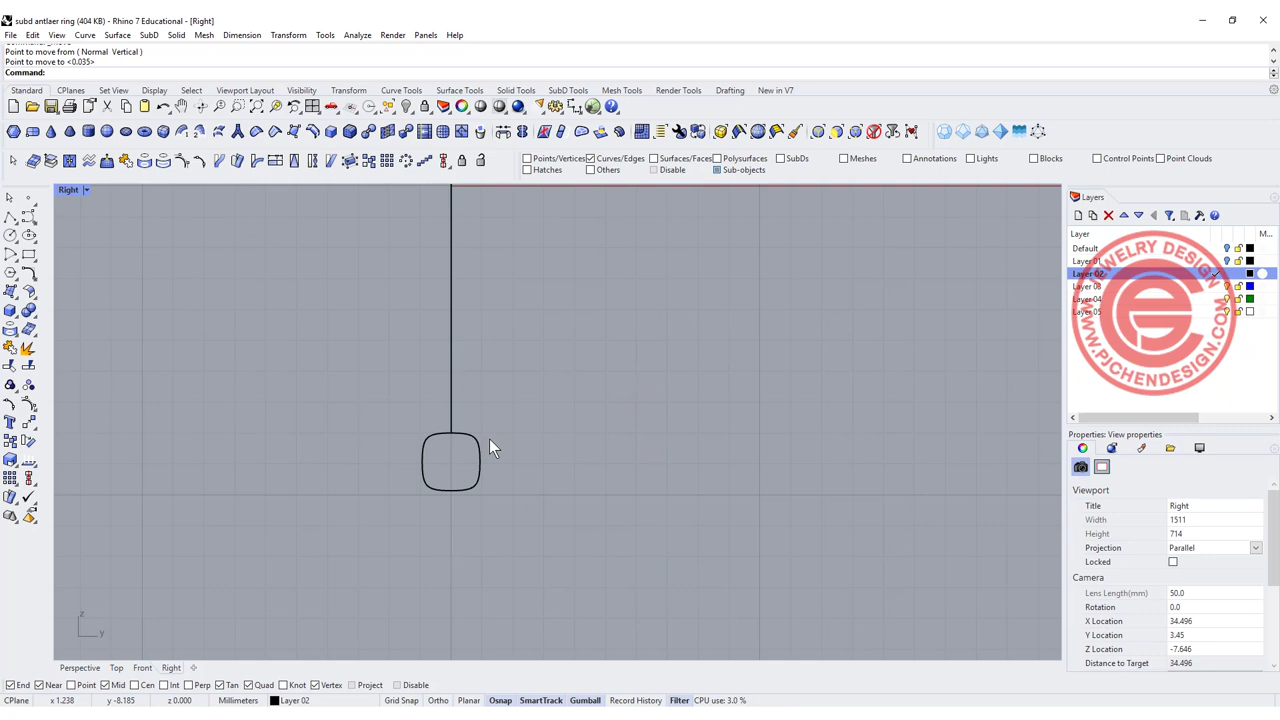 subd antlaer ring (404 KB) - Rhino 7 Educational - [Right]
File Edit View Curve Surface SubD Solid Mesh Dimension Transform Tools Analyze Render Panels Help
Point to move from ( Normal Vertical )
Point to move to <0.035>
Command:
Standard CPlanes Set View Display Select Viewport Layout Visibility Transform Curve Tools Surface Tools Solid Tools SubD Tools Mesh Tools Render Tools Drafting New in V7
Points/Vertices Curves/Edges Surfaces/Faces Polysurfaces SubDs Meshes Annotations Lights Blocks Control Points Point Clouds
Hatches Others Disable Sub-objects
Right
Layers
Layer M...
Default
Layer 01
Layer 02
Layer 03
Layer 04
Layer 05
JEWELRY DESIGN
WWW.PJCHENDESIGN.COM
Properties: View properties
Viewport
Title Right
Width 1511
Height 714
Projection Parallel
Locked
Camera
Lens Length(mm) 50.0
Rotation 0.0
X Location 34.496
Y Location 3.45
Z Location -7.646
Distance to Target 34.496
z
y
Perspective Top Front Right
End Near Point Mid Cen Int Perp Tan Quad Knot Vertex Project Disable
CPlane x 1.238 y -8.185 z 0.000 Millimeters Layer 02 Grid Snap Ortho Planar Osnap SmartTrack Gumball Record History Filter CPU use: 3.0 %